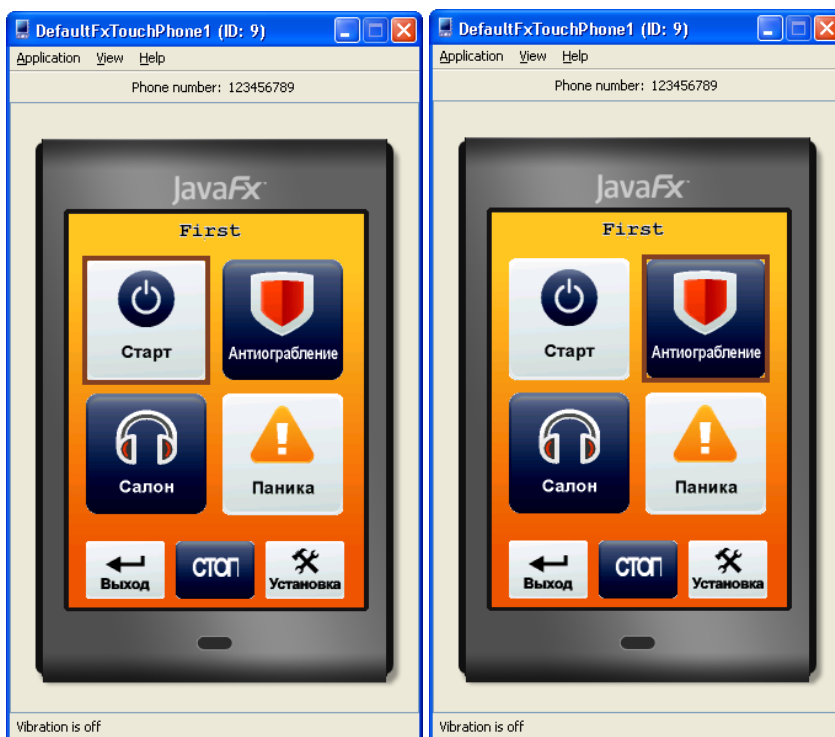 DefaultFxTouchPhone1 (ID: 9)
Application View Help
Phone number: 123456789
JavaFx
First
Старт Антиограбление
Салон Паника
Выход СТОП Установка
Vibration is off
DefaultFxTouchPhone1 (ID: 9)
Application View Help
Phone number: 123456789
JavaFx
First
Старт Антиограбление
Салон Паника
Выход СТОП Установка
Vibration is off